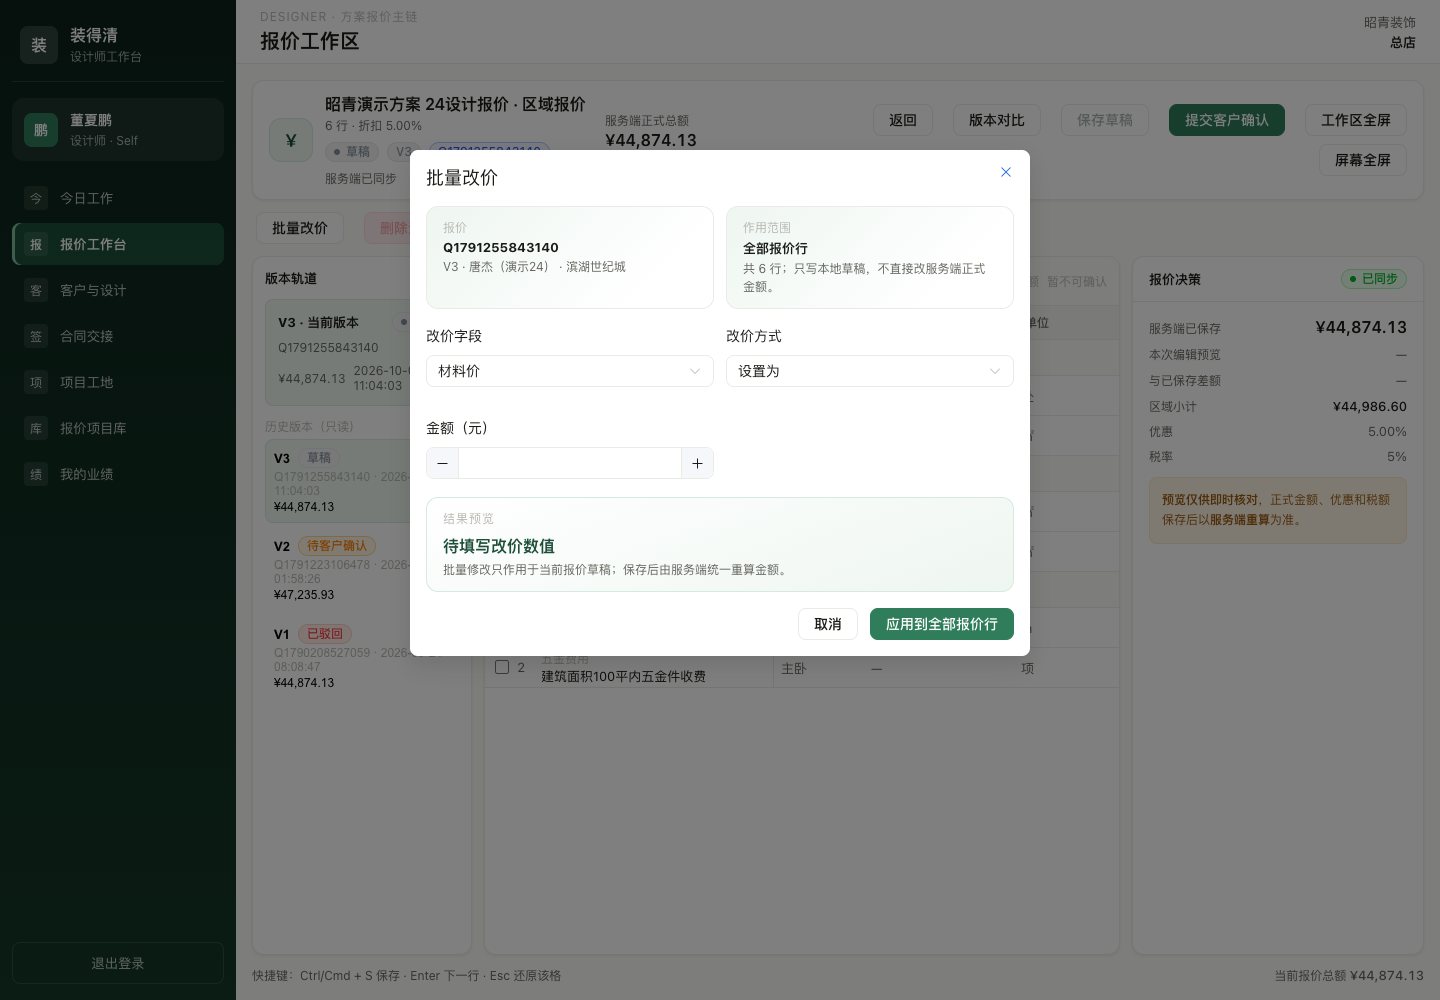 装
装得清
设计师工作台
鹏
董夏鹏
设计师 · Self
今 今日工作
报 报价工作台
客 客户与设计
签 合同交接
项 项目工地
库 报价项目库
绩 我的业绩
退出登录
DESIGNER · 方案报价主链
报价工作区
昭青装饰
总店
¥
昭青演示方案 24设计报价 · 区域报价
6 行 · 折扣 5.00%
草稿 V3 Q1791255843140
服务端已同步
服务端正式总额
¥44,874.13
返回
版本对比
保存草稿
提交客户确认
工作区全屏
屏幕全屏
批量改价
删除
版本轨道
V3 · 当前版本
Q1791255843140
¥44,874.13
2026-10-
11:04:03
历史版本（只读）
V3 草稿
Q1791255843140 · 2026-
11:04:03
¥44,874.13
V2 待客户确认
Q1791223106478 · 2026-
01:58:26
¥47,235.93
V1 已驳回
Q1790208527059 · 2026-
08:08:47
¥44,874.13
批量改价
报价
Q1791255843140
V3 · 唐杰（演示24） · 滨湖世纪城
作用范围
全部报价行
共 6 行；只写本地草稿，不直接改服务端正式
金额。
改价字段
材料价
改价方式
设置为
金额（元）
结果预览
待填写改价数值
批量修改只作用于当前报价草稿；保存后由服务端统一重算金额。
取消
应用到全部报价行
暂不可确认
单位
2
五金费用
建筑面积100平内五金件收费
主卧
—
项
报价决策
已同步
服务端已保存 ¥44,874.13
本次编辑预览 —
与已保存差额 —
区域小计 ¥44,986.60
优惠 5.00%
税率 5%
预览仅供即时核对，正式金额、优惠和税额
保存后以服务端重算为准。
快捷键：Ctrl/Cmd + S 保存 · Enter 下一行 · Esc 还原该格
当前报价总额 ¥44,874.13